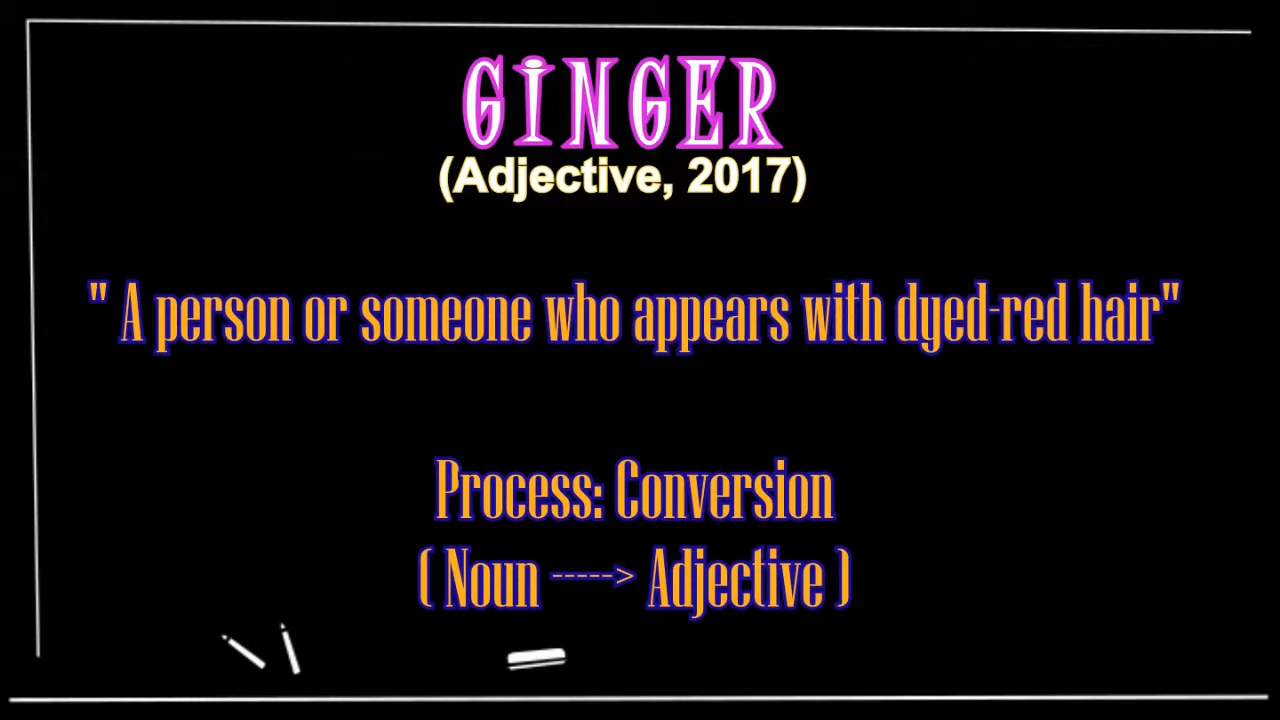 GINGER
(Adjective, 2017)
" A person or someone who appears with dyed-red hair"
Process: Conversion
( Noun -----> Adjective )